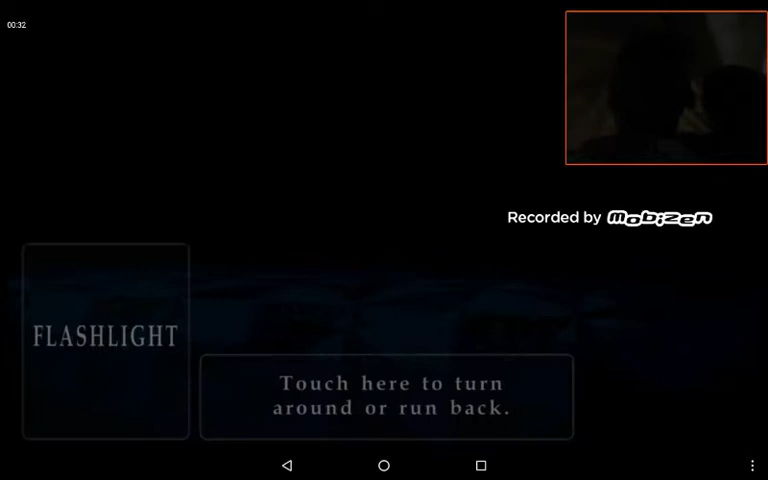 00:32
Recorded by Mobizen
FLASHLIGHT
Touch here to turn
around or run back.